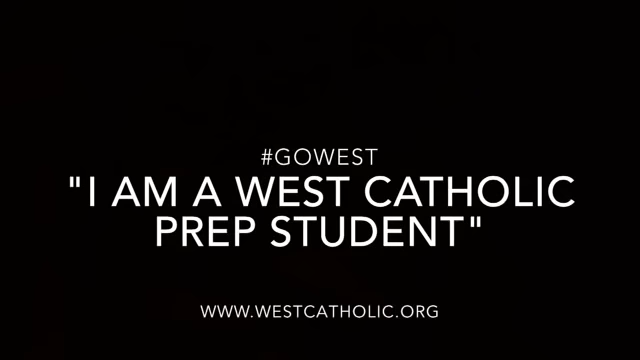 #GOWEST
"I AM A WEST CATHOLIC
PREP STUDENT"
WWW.WESTCATHOLIC.ORG